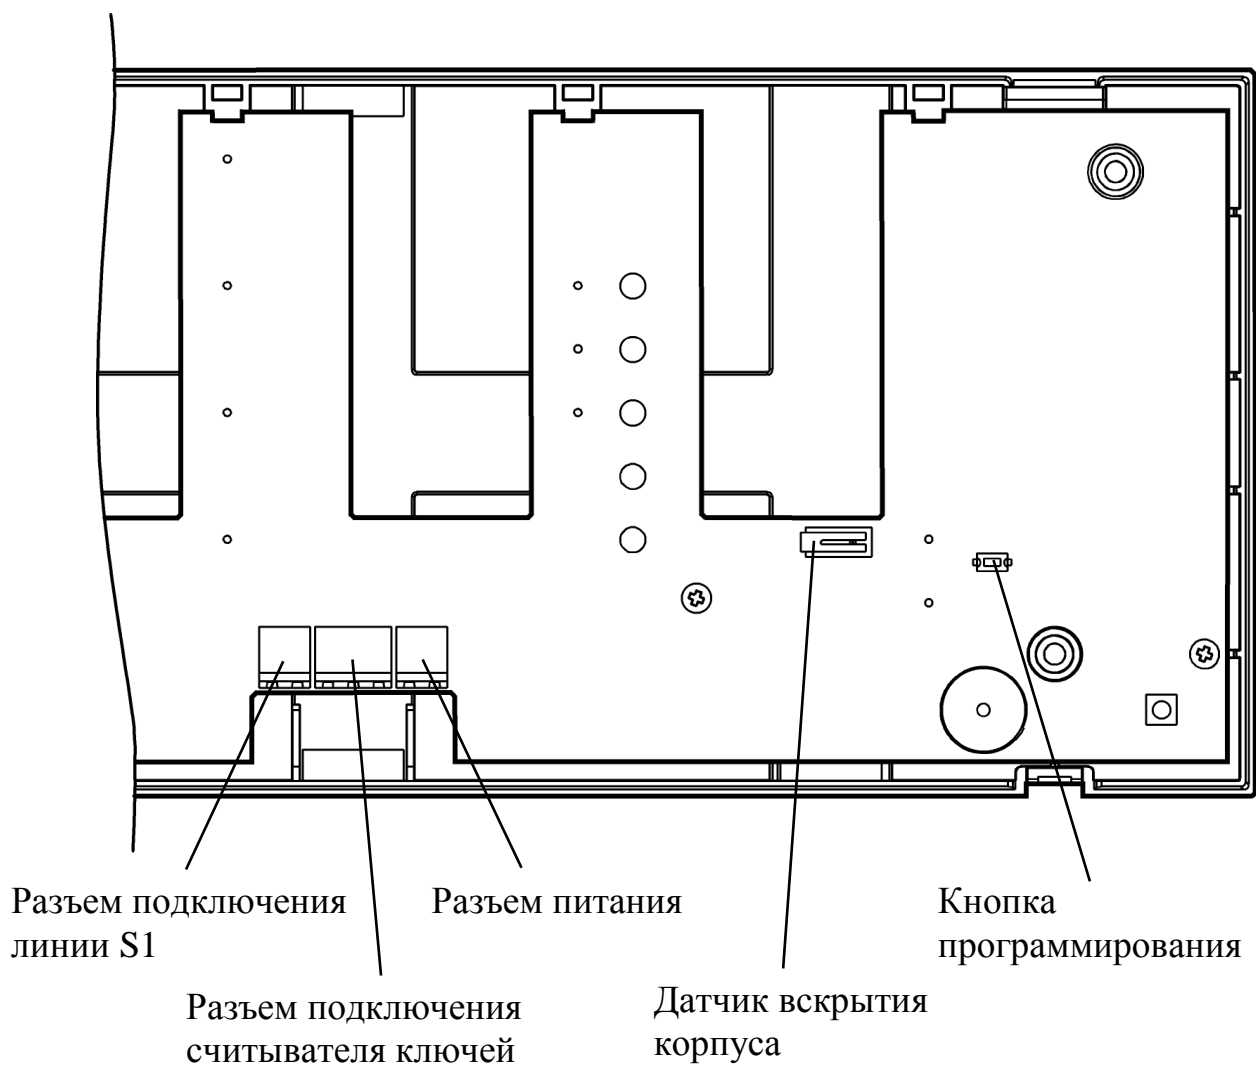 Разъем подключения
линии S1
Разъем питания
Кнопка
программирования
Разъем подключения
считывателя ключей
Датчик вскрытия
корпуса